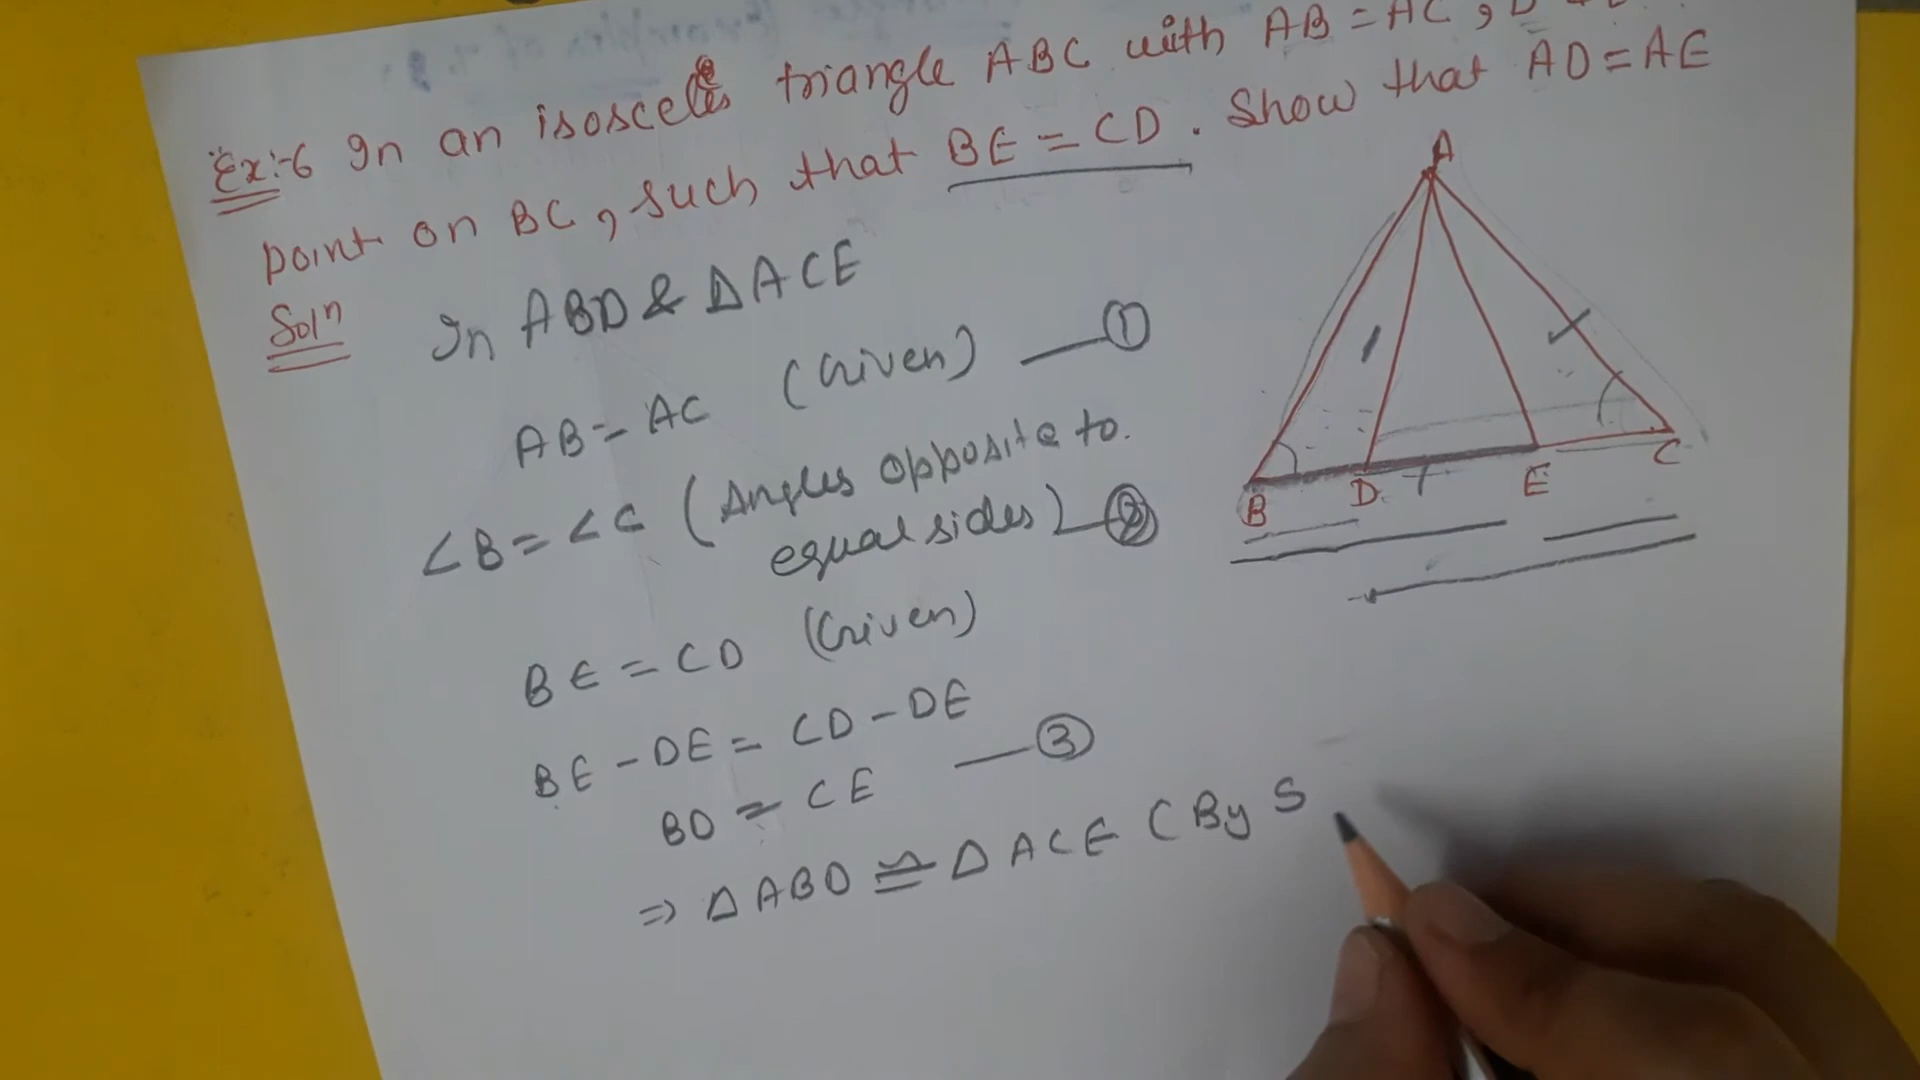 Ex:-6 In an isosceles triangle ABC with AB = AC , D
point on BC, such that BE = CD . Show that AD = AE
Soln In ABD & ΔACE
AB = AC (Given) — ①
∠B = ∠C (Angles opposite to
equal sides) — ②
BE = CD (Given)
BE - DE = CD - DE
BD = CE — ③
⇒ ΔABD ≅ ΔACE (By S
A
B D E C